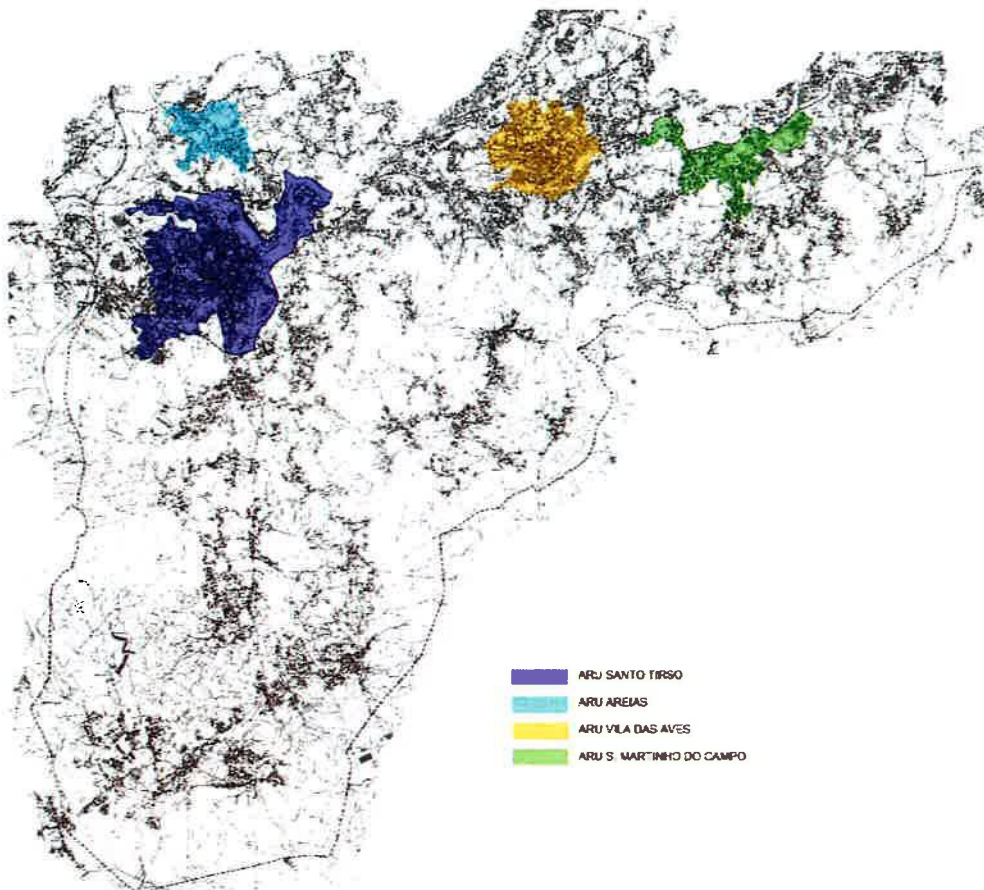 ARU SANTO TIRSO
ARU AREIAS
ARU VILA DAS AVES
ARU S. MARTINHO DO CAMPO